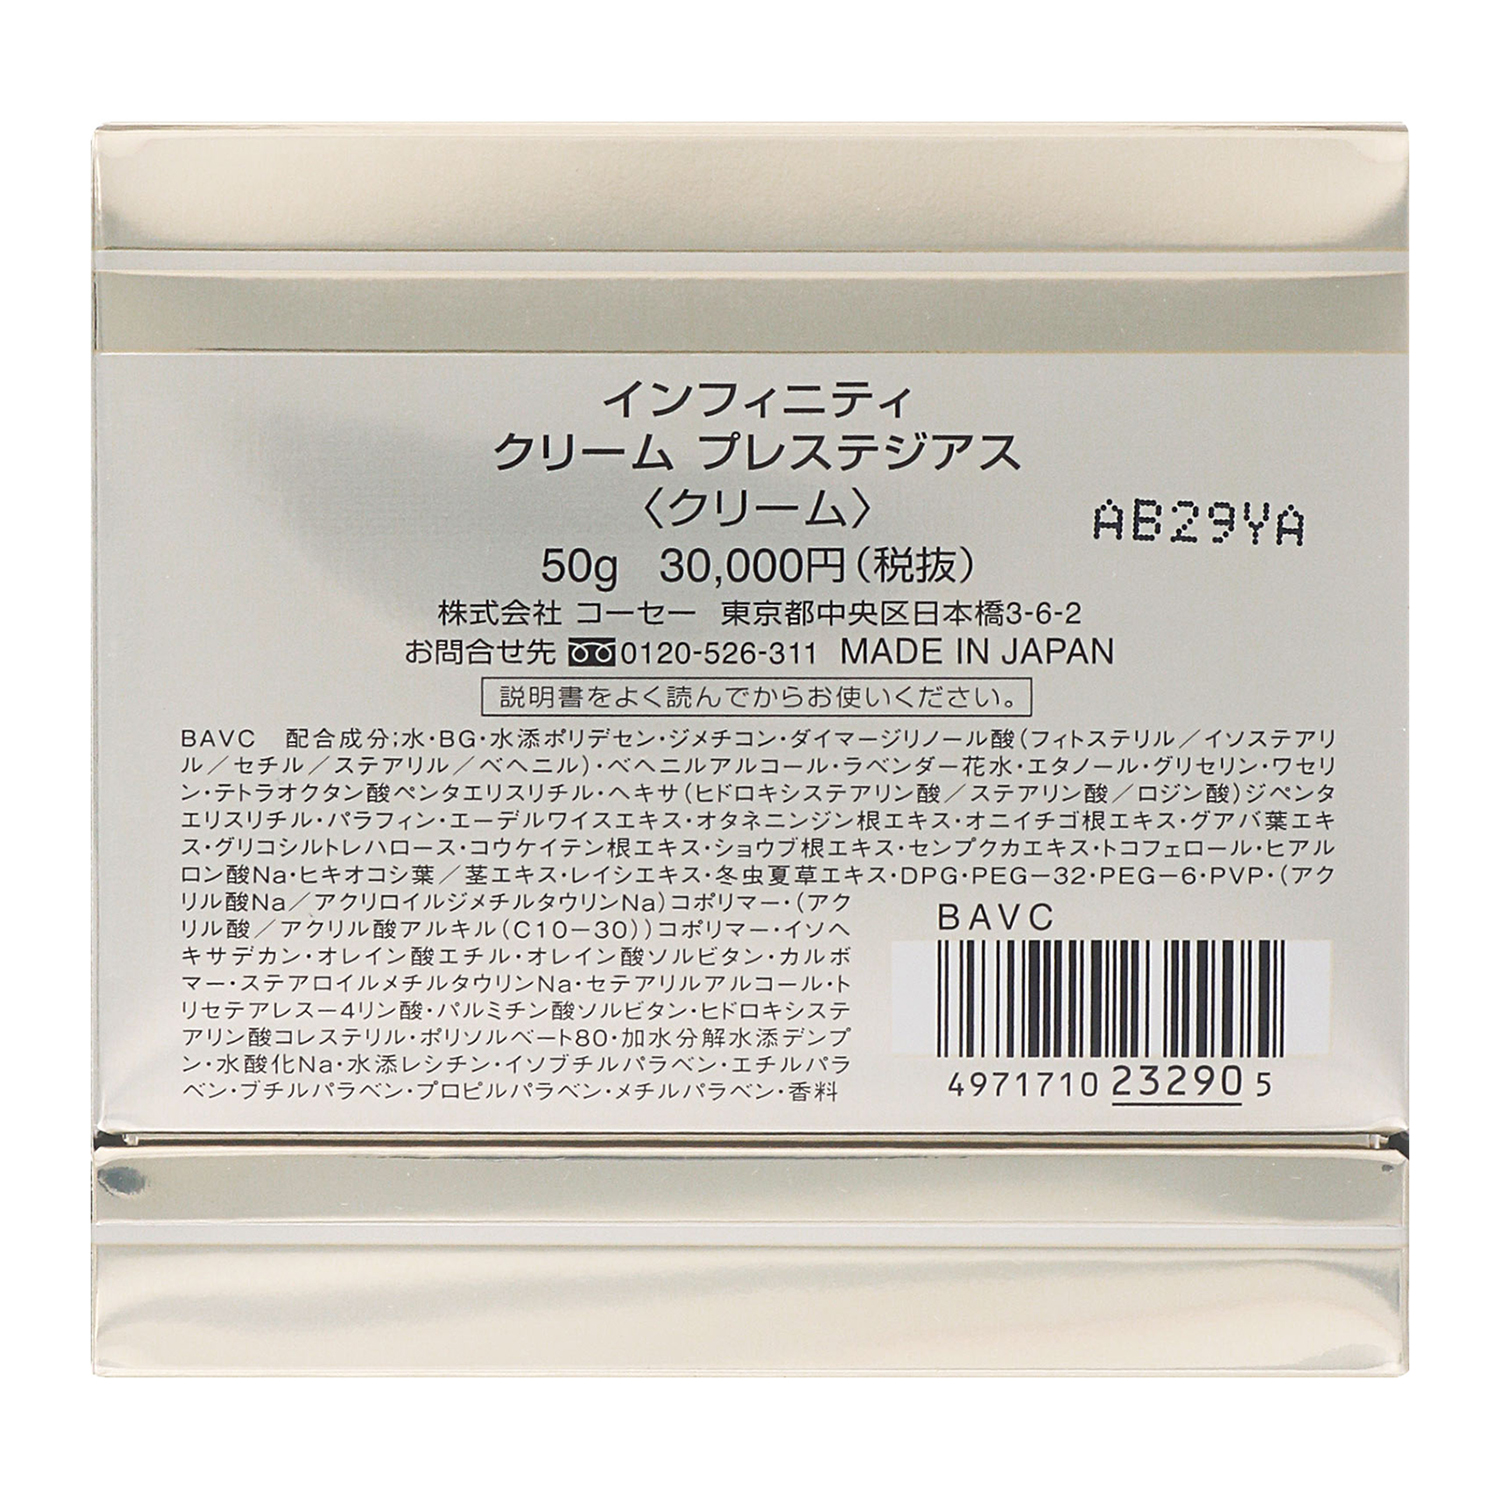 インフィニティ
クリーム プレステジアス
〈クリーム〉
AB29YA
50g 30,000円(税抜)
株式会社 コーセー 東京都中央区日本橋3-6-2
お問合せ先 0120-526-311 MADE IN JAPAN
説明書をよく読んでからお使いください。
BAVC 配合成分;水・BG・水添ポリデセン・ジメチコン・ダイマージリノール酸(フィトステリル/イソステアリ
ル/セチル/ステアリル/ベヘニル)・ベヘニルアルコール・ラベンダー花水・エタノール・グリセリン・ワセリ
ン・テトラオクタン酸ペンタエリスリチル・ヘキサ(ヒドロキシステアリン酸/ステアリン酸/ロジン酸)ジペンタ
エリスリチル・パラフィン・エーデルワイスエキス・オタネニンジン根エキス・オニイチゴ根エキス・グアバ葉エキ
ス・グリコシルトレハロース・コウケイテン根エキス・ショウブ根エキス・センプクカエキス・トコフェロール・ヒアル
ロン酸Na・ヒキオコシ葉/茎エキス・レイシエキス・冬虫夏草エキス・DPG・PEG-32・PEG-6・PVP・(アク
リル酸Na/アクリロイルジメチルタウリンNa)コポリマー・(アク
リル酸/アクリル酸アルキル(C10-30))コポリマー・イソヘ
キサデカン・オレイン酸エチル・オレイン酸ソルビタン・カルボ
マー・ステアロイルメチルタウリンNa・セテアリルアルコール・ト
リセテアレス-4リン酸・パルミチン酸ソルビタン・ヒドロキシステ
アリン酸コレステリル・ポリソルベート80・加水分解水添デンプ
ン・水酸化Na・水添レシチン・イソブチルパラベン・エチルパラ
ベン・ブチルパラベン・プロピルパラベン・メチルパラベン・香料
BAVC
4971710 23290 5